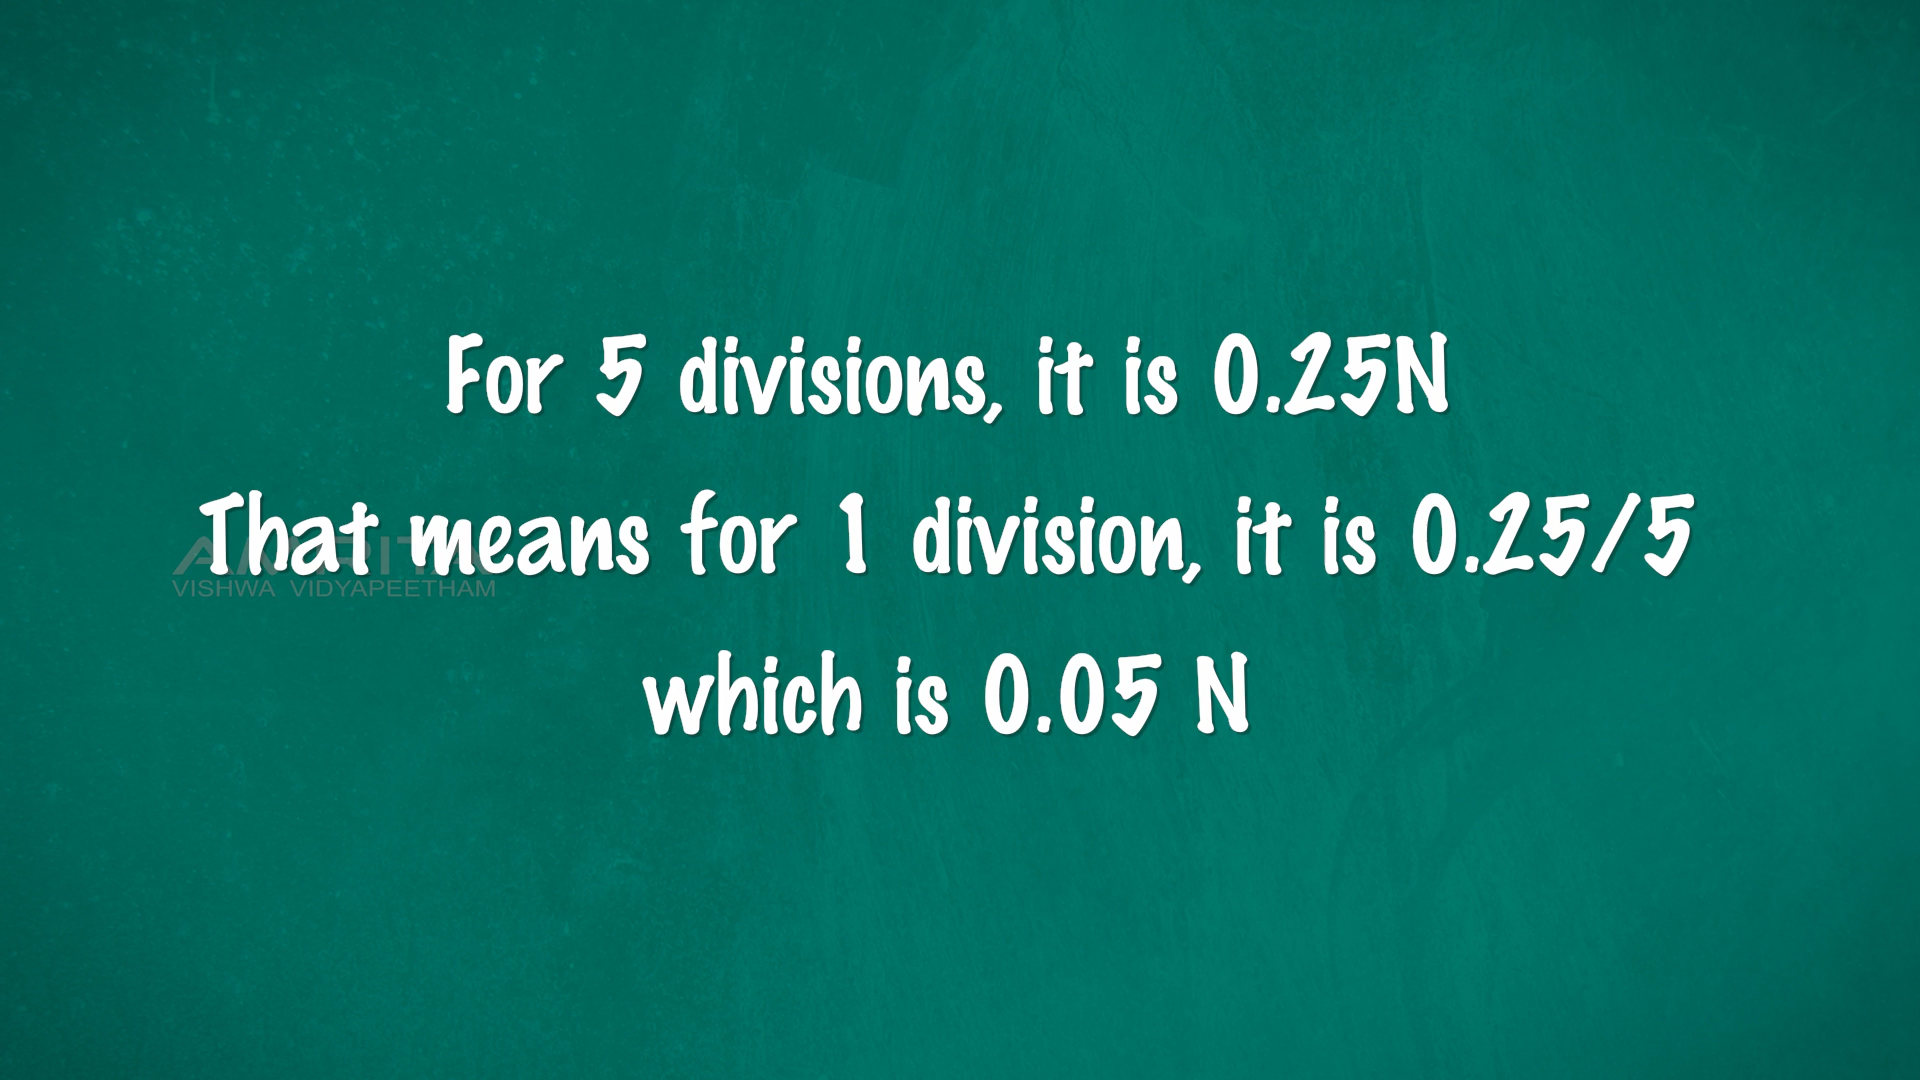 For 5 divisions, it is 0.25N
That means for 1 division, it is 0.25/5
which is 0.05 N
AMRITA
VISHWA VIDYAPEETHAM